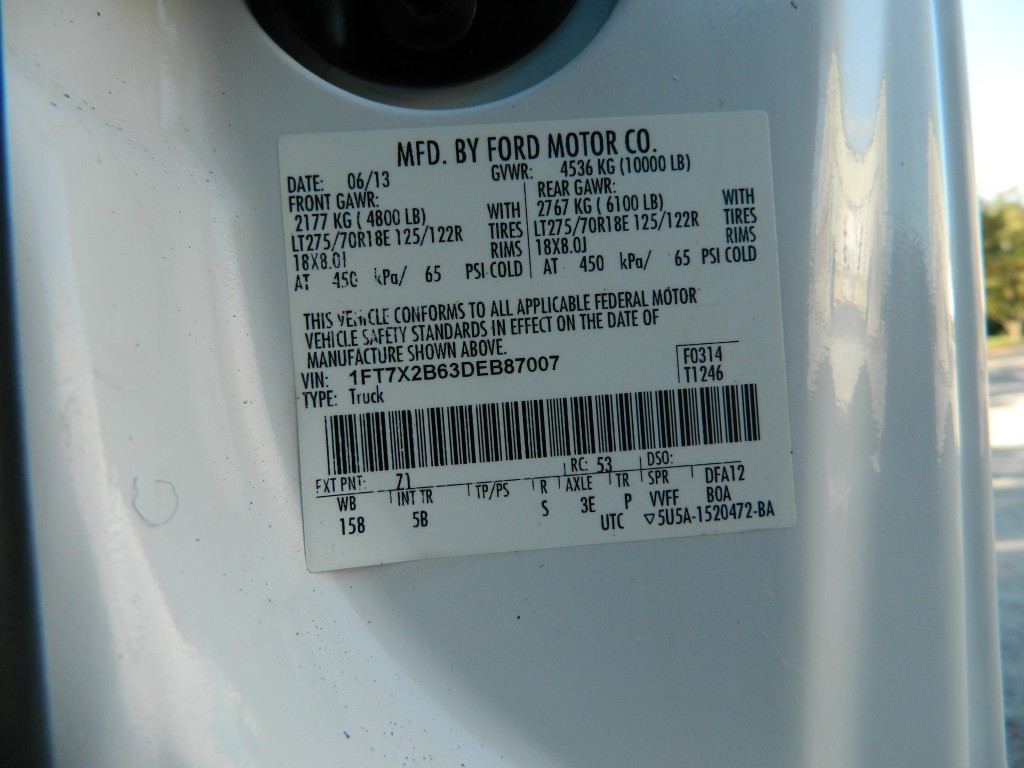 MFD. BY FORD MOTOR CO.
DATE: 06/13 GVWR: 4536 KG (10000 LB)
FRONT GAWR: REAR GAWR:
2177 KG ( 4800 LB) WITH 2767 KG ( 6100 LB) WITH
LT275/70R18E 125/122R TIRES LT275/70R18E 125/122R TIRES
18X8.0J RIMS 18X8.0J RIMS
AT 450 kPa/ 65 PSI COLD AT 450 kPa/ 65 PSI COLD
THIS VEHICLE CONFORMS TO ALL APPLICABLE FEDERAL MOTOR
VEHICLE SAFETY STANDARDS IN EFFECT ON THE DATE OF
MANUFACTURE SHOWN ABOVE.
VIN: 1FT7X2B63DEB87007 F0314
TYPE: Truck T1246
EXT PNT: Z1 RC: 53 DSO:
WB INT TR TP/PS R AXLE TR SPR DFA12
158 5B S 3E P VVFF BOA
UTC ▽5U5A-1520472-BA